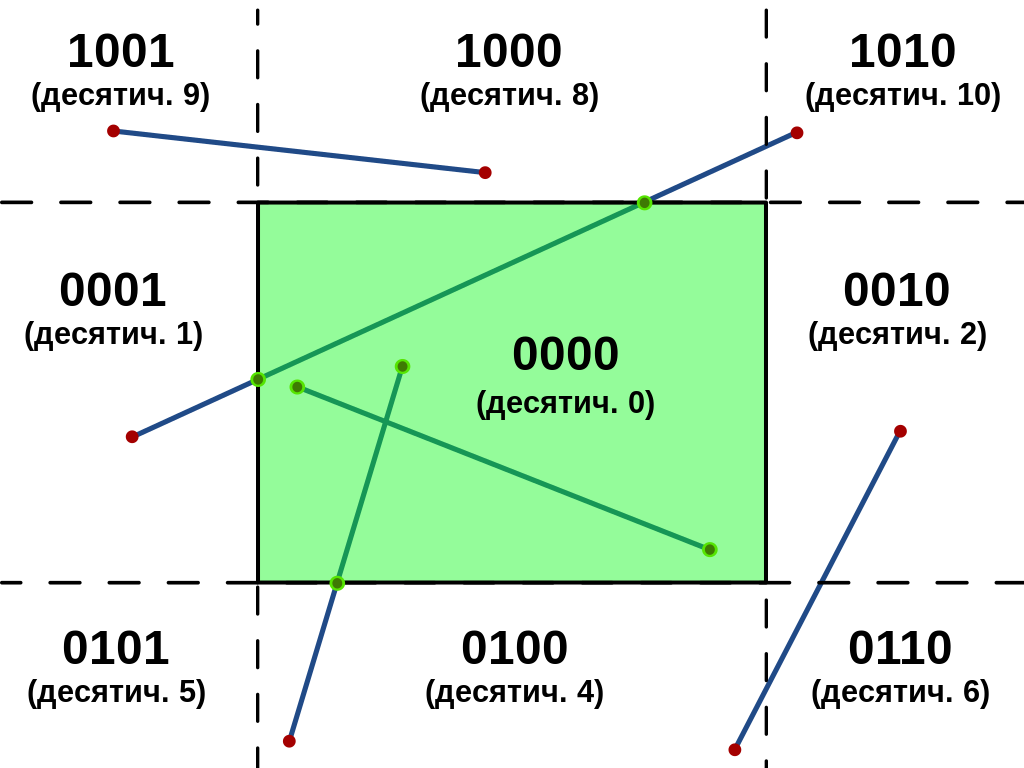 1001
(десятич. 9)
1000
(десятич. 8)
1010
(десятич. 10)
0001
(десятич. 1)
0000
(десятич. 0)
0010
(десятич. 2)
0101
(десятич. 5)
0100
(десятич. 4)
0110
(десятич. 6)